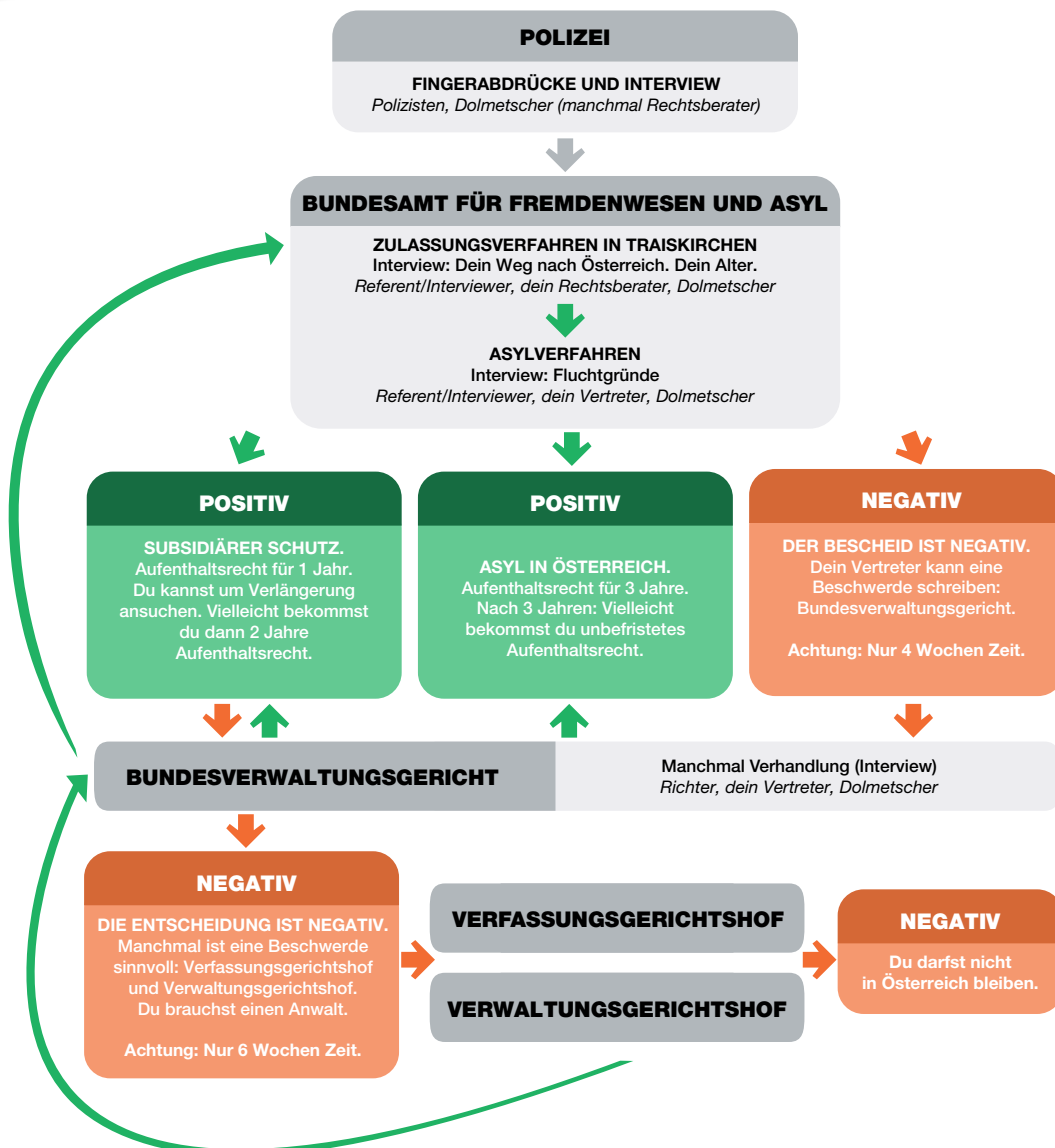 POLIZEI
FINGERABDRÜCKE UND INTERVIEW
Polizisten, Dolmetscher (manchmal Rechtsberater)
BUNDESAMT FÜR FREMDENWESEN UND ASYL
ZULASSUNGSVERFAHREN IN TRAISKIRCHEN
Interview: Dein Weg nach Österreich. Dein Alter.
Referent/Interviewer, dein Rechtsberater, Dolmetscher
ASYLVERFAHREN
Interview: Fluchtgründe
Referent/Interviewer, dein Vertreter, Dolmetscher
POSITIV
SUBSIDIÄRER SCHUTZ.
Aufenthaltsrecht für 1 Jahr.
Du kannst um Verlängerung
ansuchen. Vielleicht bekommst
du dann 2 Jahre
Aufenthaltsrecht.
POSITIV
ASYL IN ÖSTERREICH.
Aufenthaltsrecht für 3 Jahre.
Nach 3 Jahren: Vielleicht
bekommst du unbefristetes
Aufenthaltsrecht.
NEGATIV
DER BESCHEID IST NEGATIV.
Dein Vertreter kann eine
Beschwerde schreiben:
Bundesverwaltungsgericht.
Achtung: Nur 4 Wochen Zeit.
BUNDESVERWALTUNGSGERICHT
Manchmal Verhandlung (Interview)
Richter, dein Vertreter, Dolmetscher
NEGATIV
DIE ENTSCHEIDUNG IST NEGATIV.
Manchmal ist eine Beschwerde
sinnvoll: Verfassungsgerichtshof
und Verwaltungsgerichtshof.
Du brauchst einen Anwalt.
Achtung: Nur 6 Wochen Zeit.
VERFASSUNGSGERICHTSHOF
VERWALTUNGSGERICHTSHOF
NEGATIV
Du darfst nicht
in Österreich bleiben.